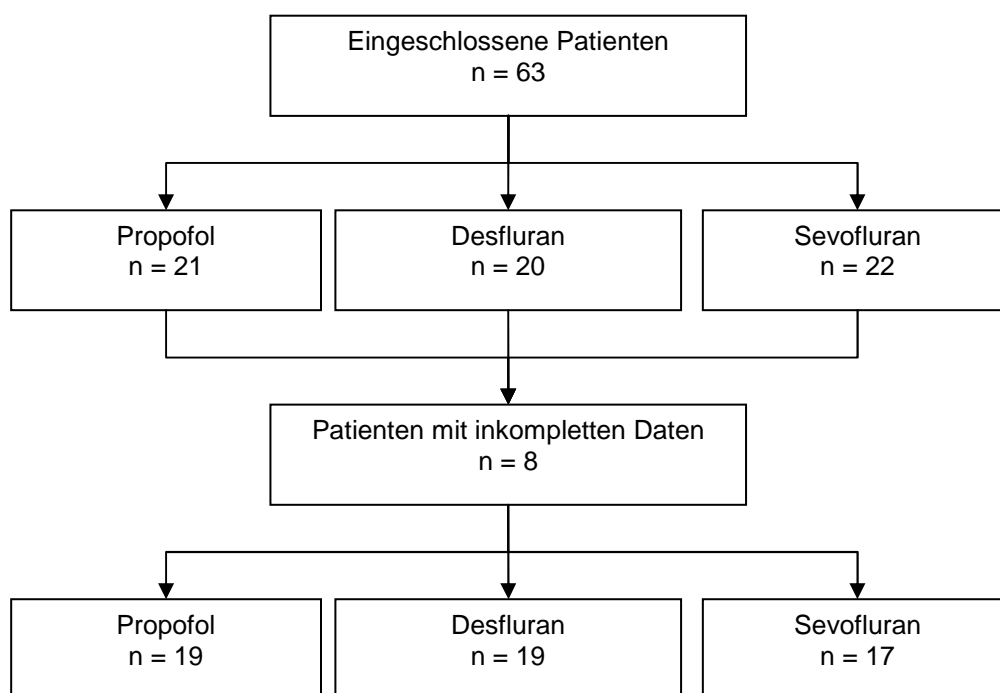 Eingeschlossene Patienten
n = 63
Propofol
n = 21
Desfluran
n = 20
Sevofluran
n = 22
Patienten mit inkompletten Daten
n = 8
Propofol
n = 19
Desfluran
n = 19
Sevofluran
n = 17